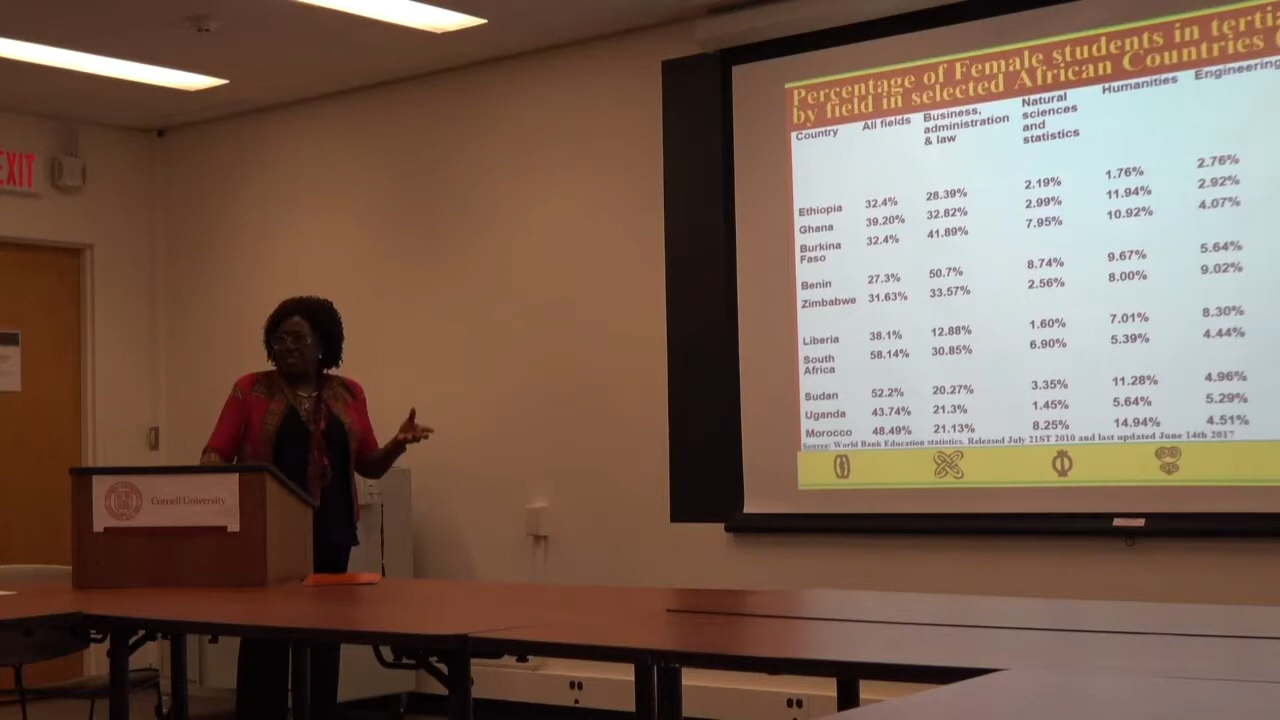 EXIT
Cornell University
Percentage of Female students in
by field in selected African Countries
Country All fields Business, administration & law Natural sciences and statistics Humanities Engineering
Ethiopia 32.4% 28.39% 2.19% 1.76% 2.76%
Ghana 39.20% 32.82% 2.99% 11.94% 2.92%
Burkina Faso 32.4% 41.89% 7.95% 10.92% 4.07%
Benin 27.3% 50.7% 8.74% 9.67% 5.64%
Zimbabwe 31.63% 33.57% 2.56% 8.00% 9.02%
Liberia 38.1% 12.88% 1.60% 7.01% 8.30%
South Africa 58.14% 30.85% 6.90% 5.39% 4.44%
Sudan 52.2% 20.27% 3.35% 11.28% 4.96%
Uganda 43.74% 21.3% 1.45% 5.64% 5.29%
Morocco 48.49% 21.13% 8.25% 14.94% 4.51%
Source: World Bank Education statistics. Released July 21ST 2010 and last updated June 14th 2017